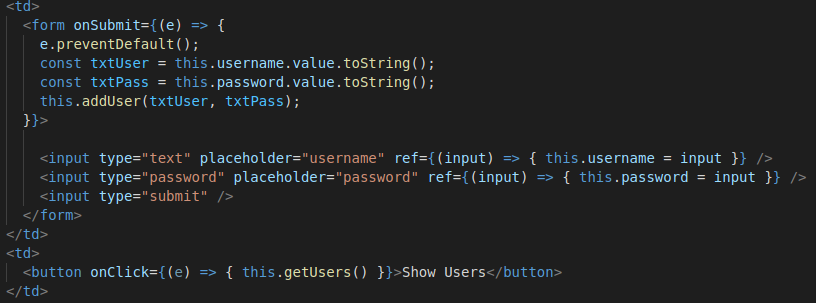 <td>
<form onSubmit={(e) => {
e.preventDefault();
const txtUser = this.username.value.toString();
const txtPass = this.password.value.toString();
this.addUser(txtUser, txtPass);
}}>
<input type="text" placeholder="username" ref={(input) => { this.username = input }} />
<input type="password" placeholder="password" ref={(input) => { this.password = input }} />
<input type="submit" />
</form>
</td>
<td>
<button onClick={(e) => { this.getUsers() }}>Show Users</button>
</td>